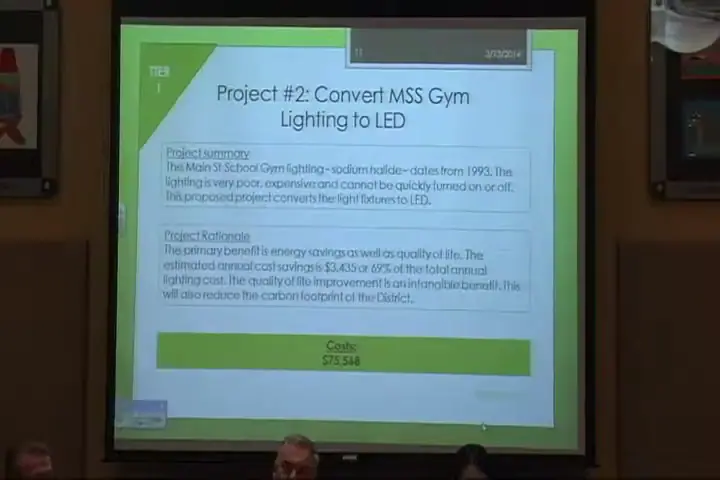 11
3/13/2014
TIER
1
Project #2: Convert MSS Gym
Lighting to LED
Project summary
The Main St School Gym lighting – sodium halide – dates from 1993. The
lighting is very poor, expensive and cannot be quickly turned on or off.
This proposed project converts the light fixtures to LED.
Project Rationale
The primary benefit is energy savings as well as quality of life. The
estimated annual cost savings is $3,435 or 69% of the total annual
lighting cost. The quality of life improvement is an intangible benefit. This
will also reduce the carbon footprint of the District.
Costs: